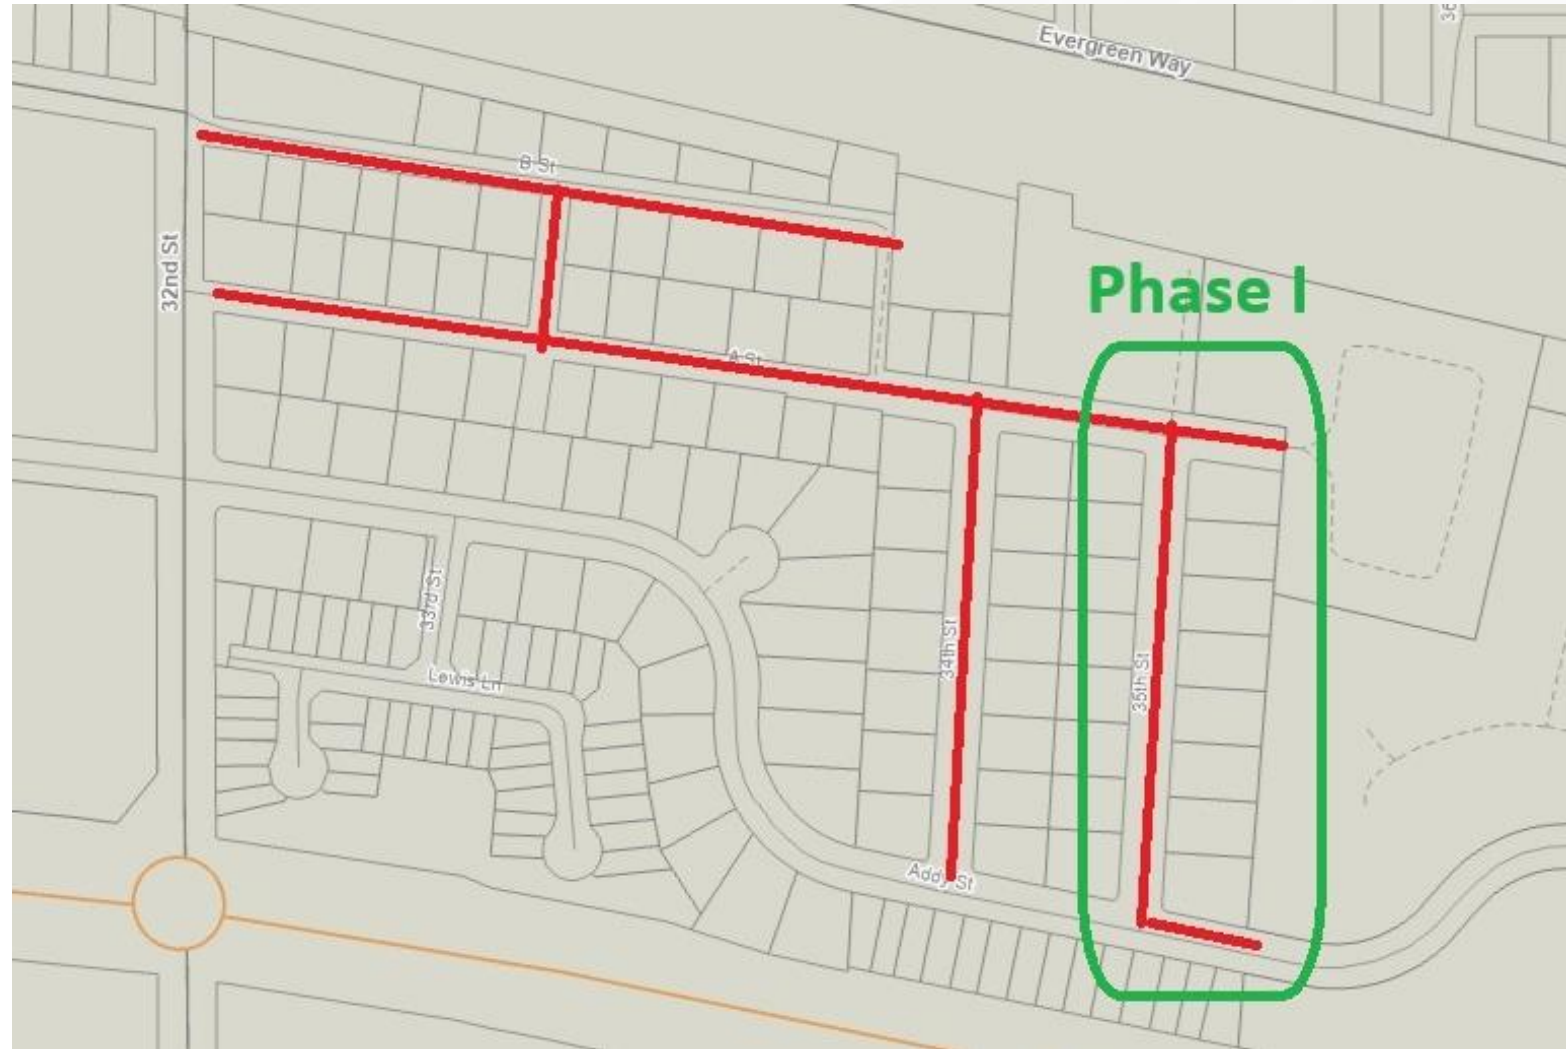 Evergreen Way
B St
32nd St
Phase I
A St
33rd St
34th St
35th St
Lewis Ln
Addy St